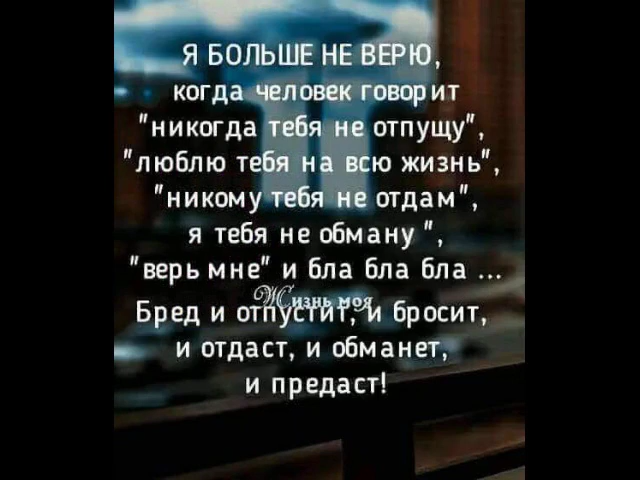 Я БОЛЬШЕ НЕ ВЕРЮ,
когда человек говорит
"никогда тебя не отпущу",
"люблю тебя на всю жизнь",
"никому тебя не отдам",
я тебя не обману ",
"верь мне" и бла бла бла ...
Жизнь моя
Бред и отпустит, и бросит,
и отдаст, и обманет,
и предаст!